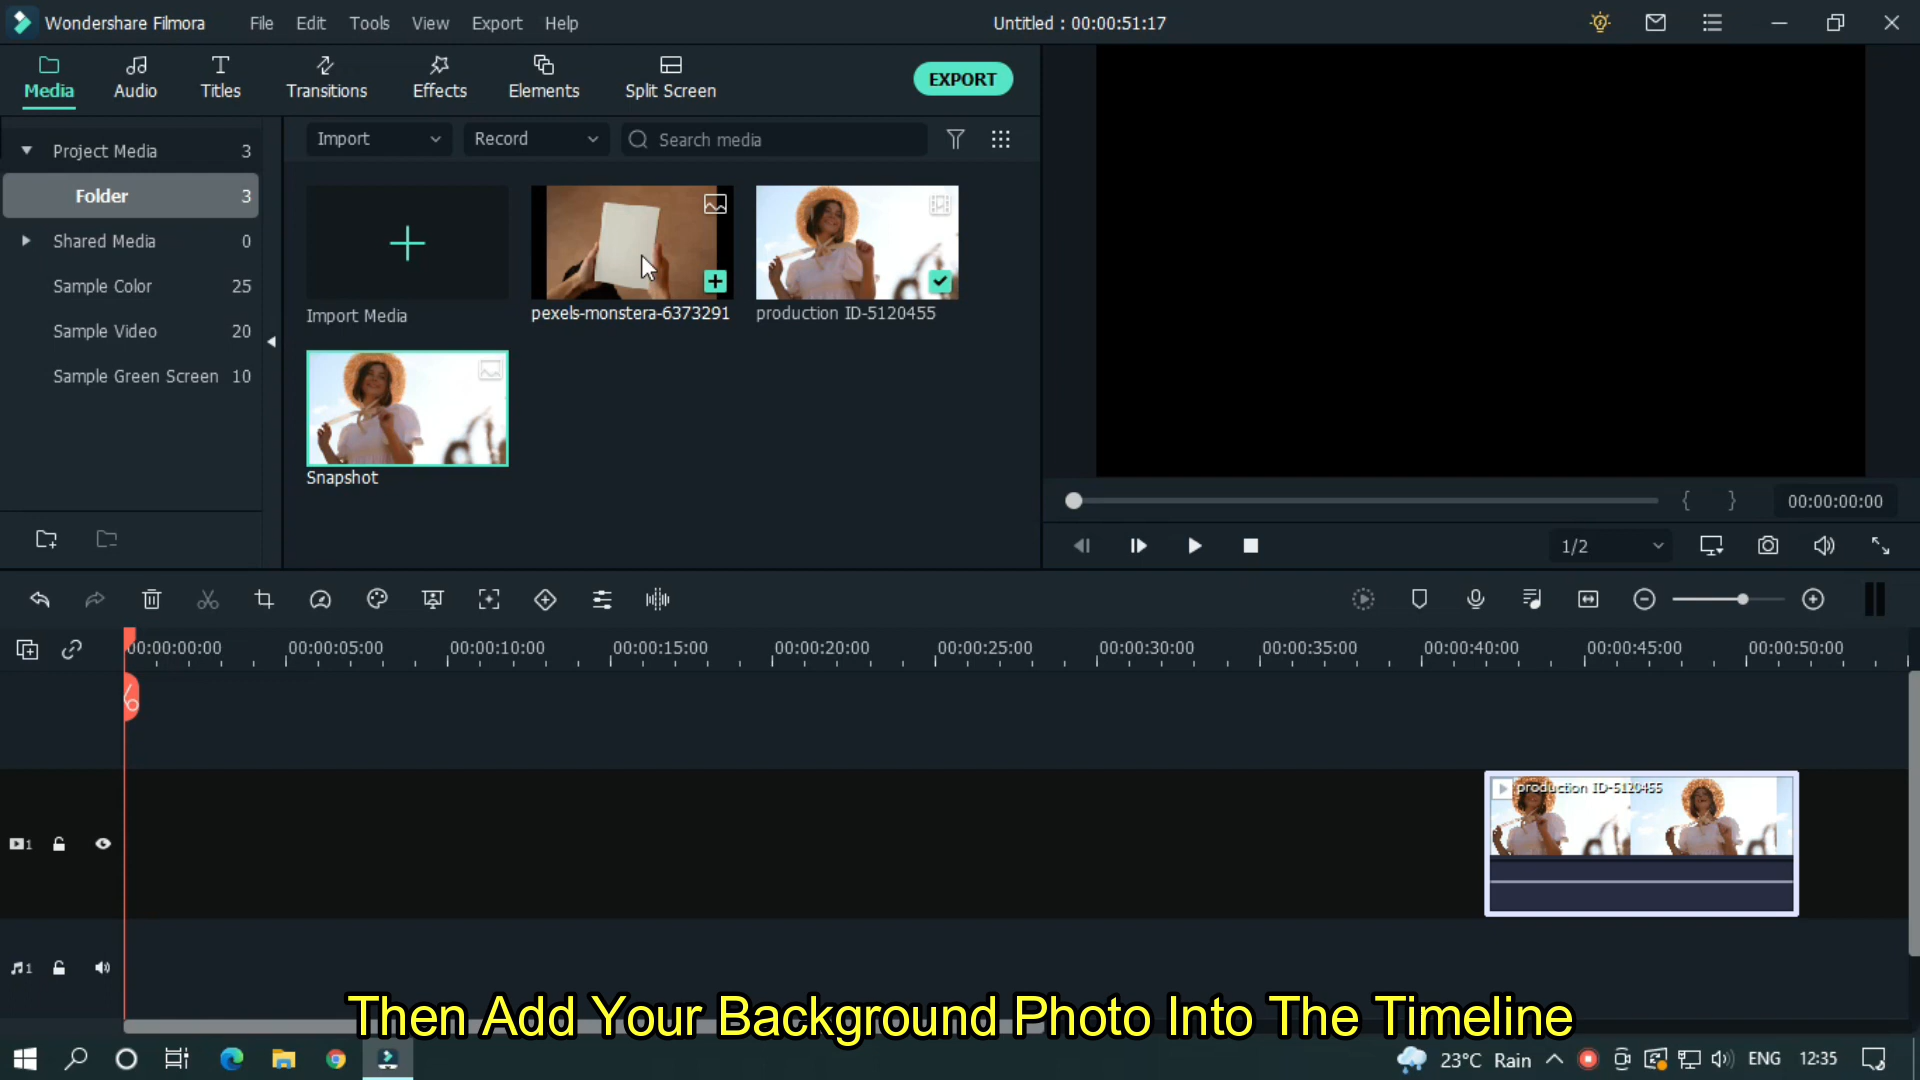 Wondershare Filmora File Edit Tools View Export Help Untitled : 00:00:51:17
Media Audio Titles Transitions Effects Elements Split Screen EXPORT
Import Record Search media
Project Media 3
Folder 3
Shared Media 0
Sample Color 25
Sample Video 20
Sample Green Screen 10
Import Media
pexels-monstera-6373291
production ID-5120455
Snapshot
{ } 00:00:00:00
1/2
00:00:00:00 00:00:05:00 00:00:10:00 00:00:15:00 00:00:20:00 00:00:25:00 00:00:30:00 00:00:35:00 00:00:40:00 00:00:45:00 00:00:50:00
production ID-5120455
1
1
Then Add Your Background Photo Into The Timeline
23°C Rain ENG 12:35